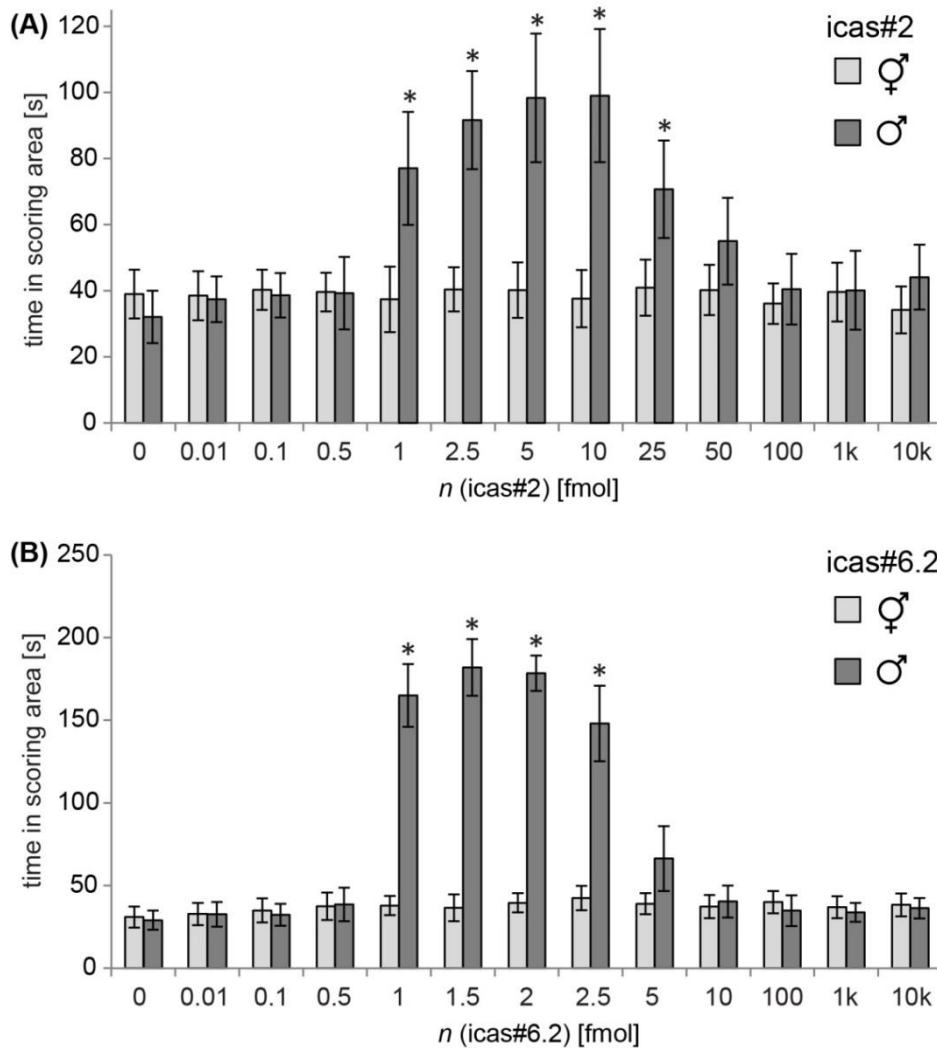 (A)
icas#2
⚥
♂
time in scoring area [s]
120
100
80
60
40
20
0
* * * * *
0 0.01 0.1 0.5 1 2.5 5 10 25 50 100 1k 10k
n (icas#2) [fmol]
(B)
icas#6.2
⚥
♂
time in scoring area [s]
250
200
150
100
50
0
* * * *
0 0.01 0.1 0.5 1 1.5 2 2.5 5 10 100 1k 10k
n (icas#6.2) [fmol]